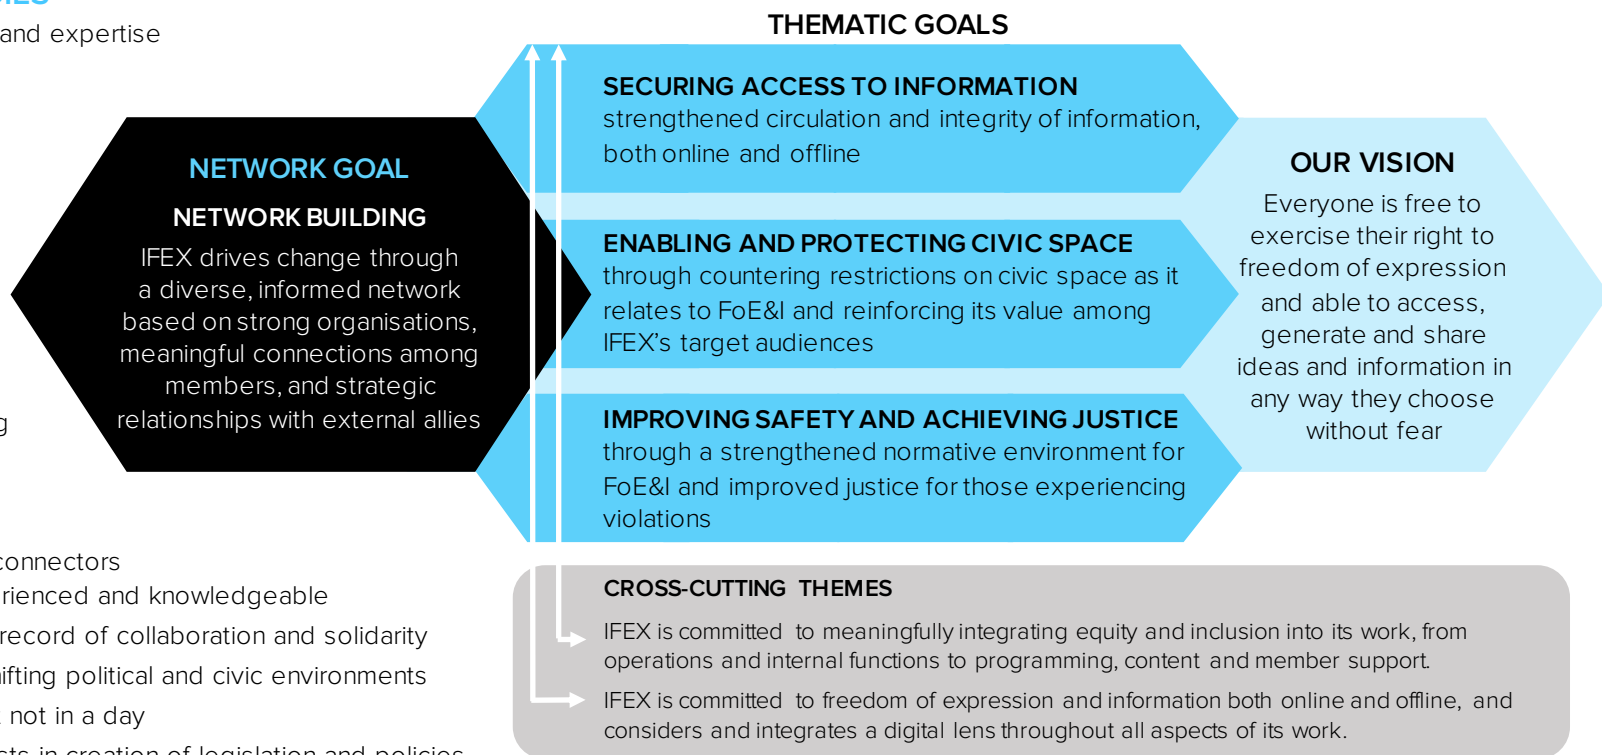 and expertise
connectors
and knowledgeable
record of collaboration and solidarity
political and civic environments
not in a day
in creation of legislation and policies
NETWORK GOAL
NETWORK BUILDING
IFEX drives change through
a diverse, informed network
based on strong organisations,
meaningful connections among
members, and strategic
relationships with external allies
THEMATIC GOALS
SECURING ACCESS TO INFORMATION
strengthened circulation and integrity of information,
both online and offline
ENABLING AND PROTECTING CIVIC SPACE
through countering restrictions on civic space as it
relates to FoE&I and reinforcing its value among
IFEX's target audiences
IMPROVING SAFETY AND ACHIEVING JUSTICE
through a strengthened normative environment for
FoE&I and improved justice for those experiencing
violations
OUR VISION
Everyone is free to
exercise their right to
freedom of expression
and able to access,
generate and share
ideas and information in
any way they choose
without fear
CROSS-CUTTING THEMES
IFEX is committed to meaningfully integrating equity and inclusion into its work, from
operations and internal functions to programming, content and member support.
IFEX is committed to freedom of expression and information both online and offline, and
considers and integrates a digital lens throughout all aspects of its work.